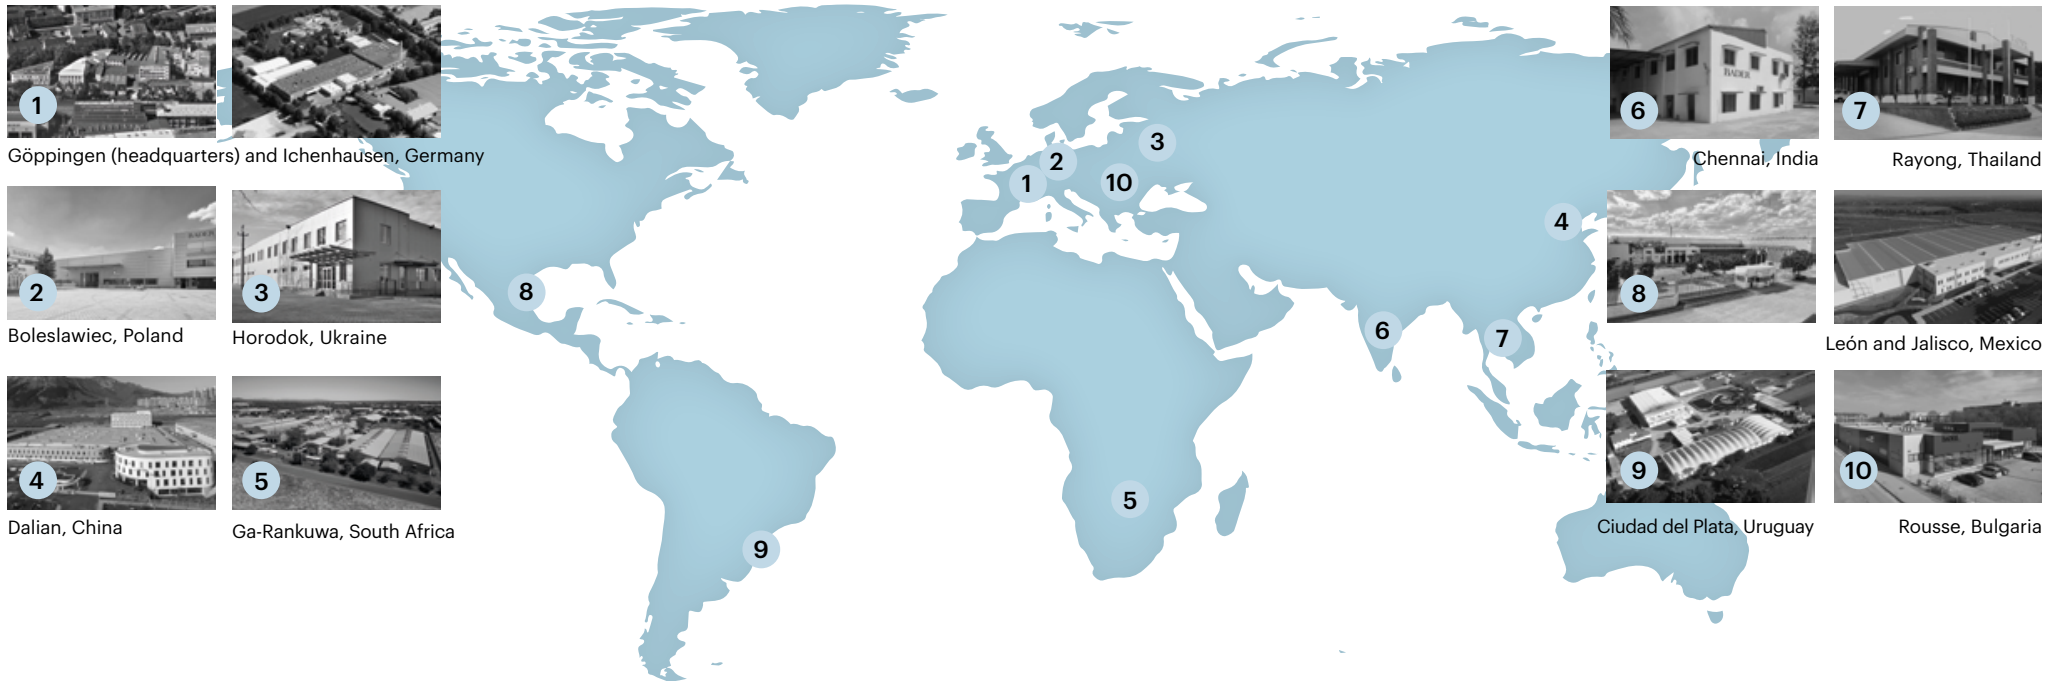 1
Göppingen (headquarters) and Ichenhausen, Germany
2
Boleslawiec, Poland
3
Horodok, Ukraine
4
Dalian, China
5
Ga-Rankuwa, South Africa
1
2
3
10
4
8
6
7
5
9
6
BADER
Chennai, India
7
Rayong, Thailand
8
León and Jalisco, Mexico
9
Ciudad del Plata, Uruguay
10
Rousse, Bulgaria